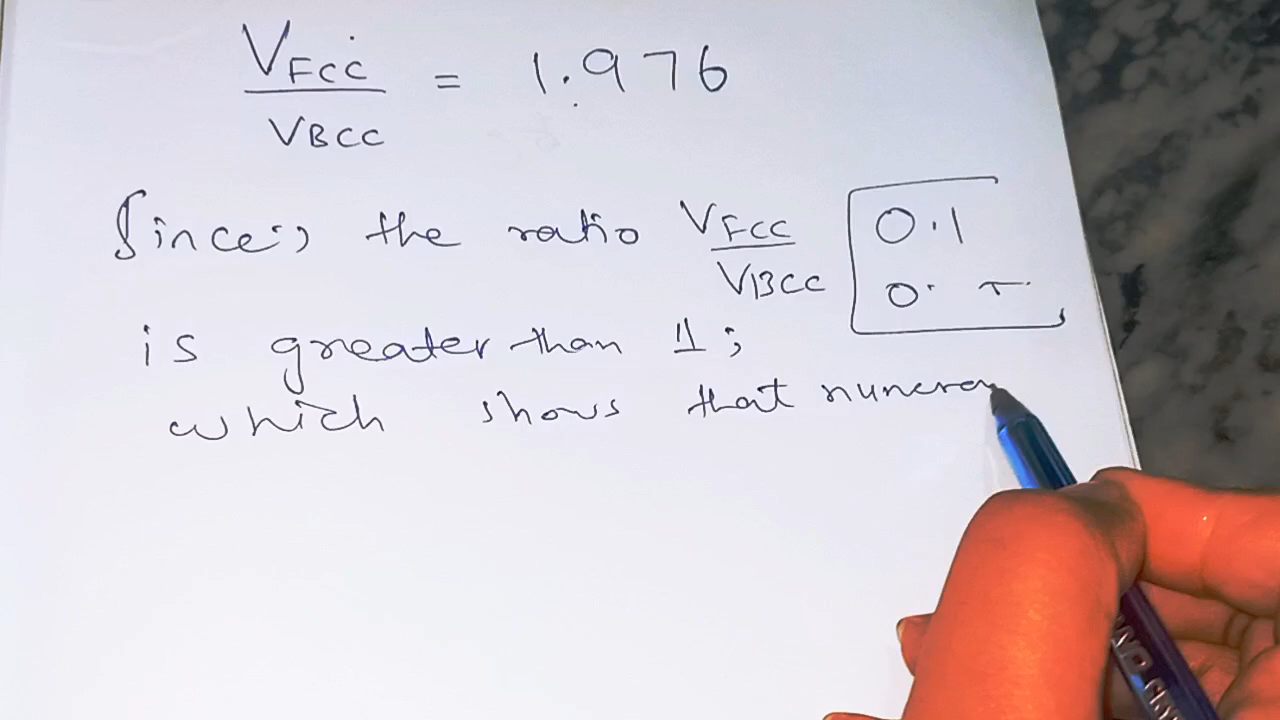 VFCC = 1.976
VBCC
Since, the ratio VFCC
VBCC
0.1
0.
is greater than 1;
which shows that numera